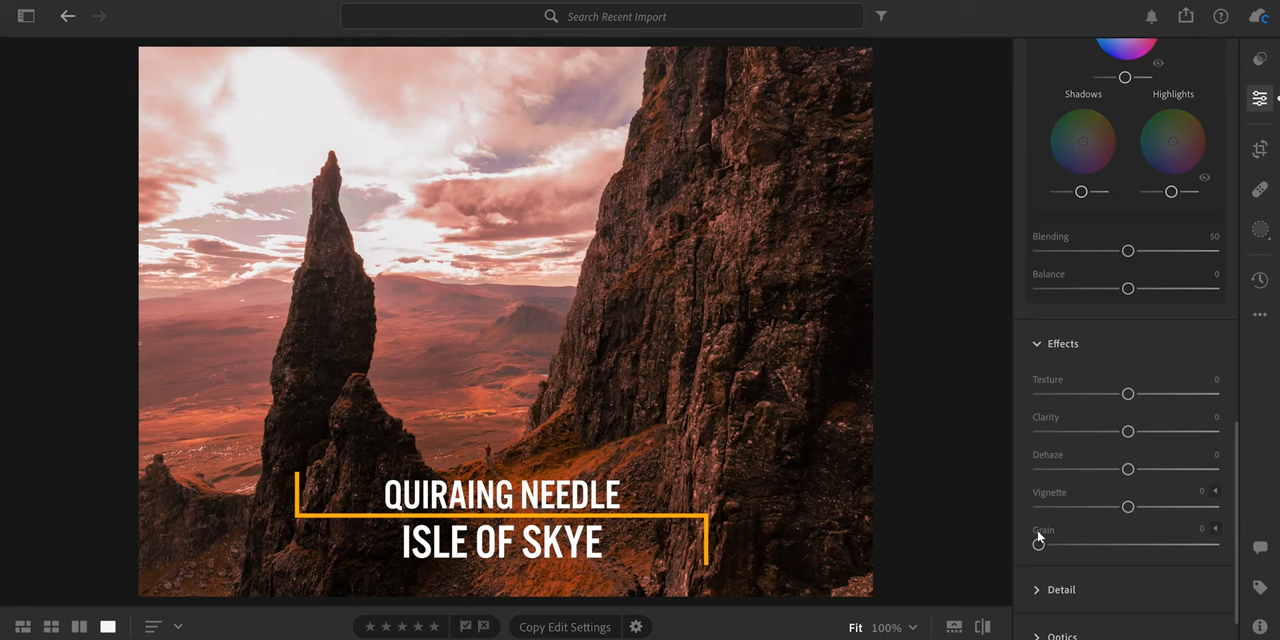 Search Recent Import
Shadows
Highlights
Blending
50
Balance
0
Effects
Texture
0
Clarity
0
Dehaze
0
Vignette
0
Grain
0
Detail
Optics
QUIRAING NEEDLE
ISLE OF SKYE
Copy Edit Settings
Fit
100%